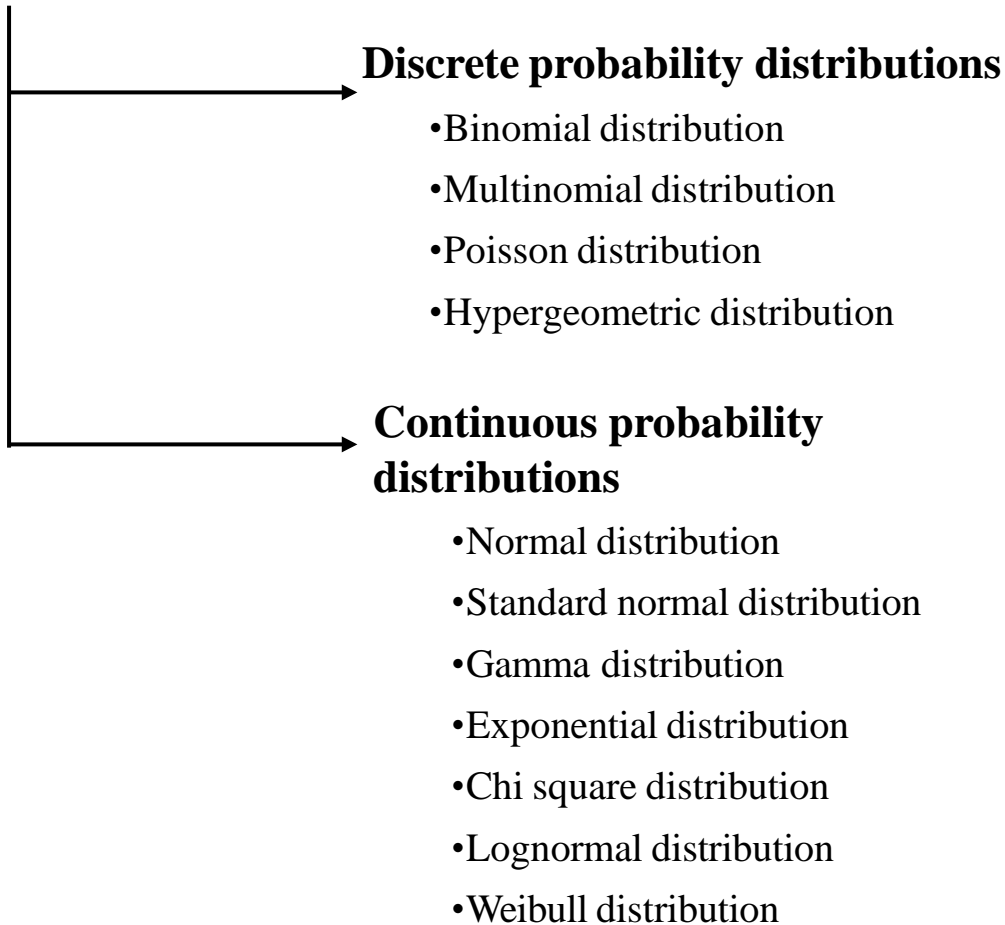 Discrete probability distributions
•Binomial distribution
•Multinomial distribution
•Poisson distribution
•Hypergeometric distribution
Continuous probability
distributions
•Normal distribution
•Standard normal distribution
•Gamma distribution
•Exponential distribution
•Chi square distribution
•Lognormal distribution
•Weibull distribution